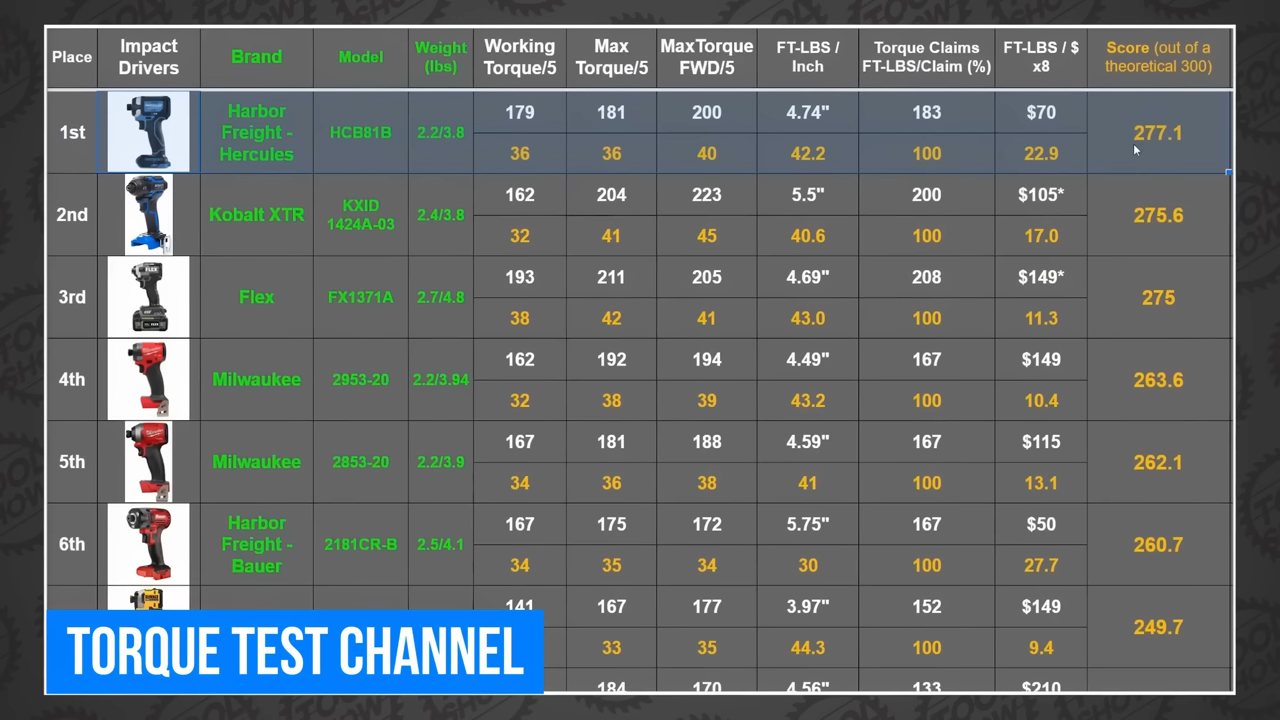 Place Impact Drivers Brand Model Weight (lbs) Working Torque/5 Max Torque/5 MaxTorque FWD/5 FT-LBS / Inch Torque Claims FT-LBS/Claim (%) FT-LBS / $ x8 Score (out of a theoretical 300)
1st Harbor Freight - Hercules HCB81B 2.2/3.8 179 181 200 4.74" 183 $70 277.1
36 36 40 42.2 100 22.9
2nd Kobalt XTR KXID 1424A-03 2.4/3.8 162 204 223 5.5" 200 $105* 275.6
32 41 45 40.6 100 17.0
3rd Flex FX1371A 2.7/4.8 193 211 205 4.69" 208 $149* 275
38 42 41 43.0 100 11.3
4th Milwaukee 2953-20 2.2/3.94 162 192 194 4.49" 167 $149 263.6
32 38 39 43.2 100 10.4
5th Milwaukee 2853-20 2.2/3.9 167 181 188 4.59" 167 $115 262.1
34 36 38 41 100 13.1
6th Harbor Freight - Bauer 2181CR-B 2.5/4.1 167 175 172 5.75" 167 $50 260.7
34 35 34 30 100 27.7
141 167 177 3.97" 152 $149 249.7
33 35 44.3 100 9.4
184 170 4.56" 133 $210
TORQUE TEST CHANNEL